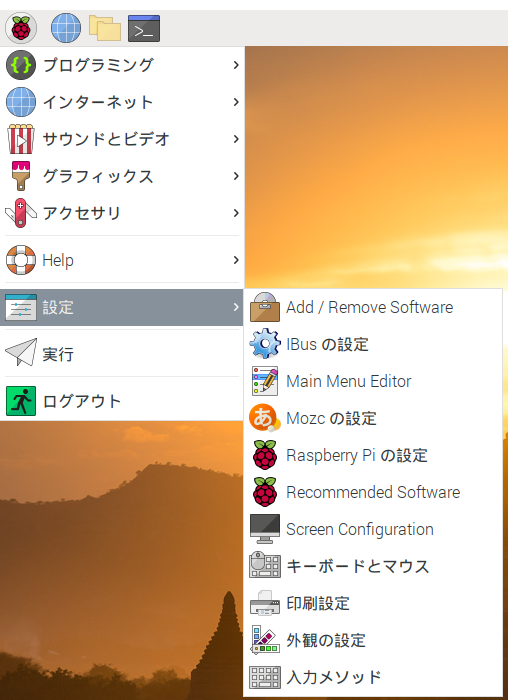 プログラミング
インターネット
サウンドとビデオ
グラフィックス
アクセサリ
Help
設定
実行
ログアウト
Add / Remove Software
IBus の設定
Main Menu Editor
Mozc の設定
Raspberry Pi の設定
Recommended Software
Screen Configuration
キーボードとマウス
印刷設定
外観の設定
入力メソッド